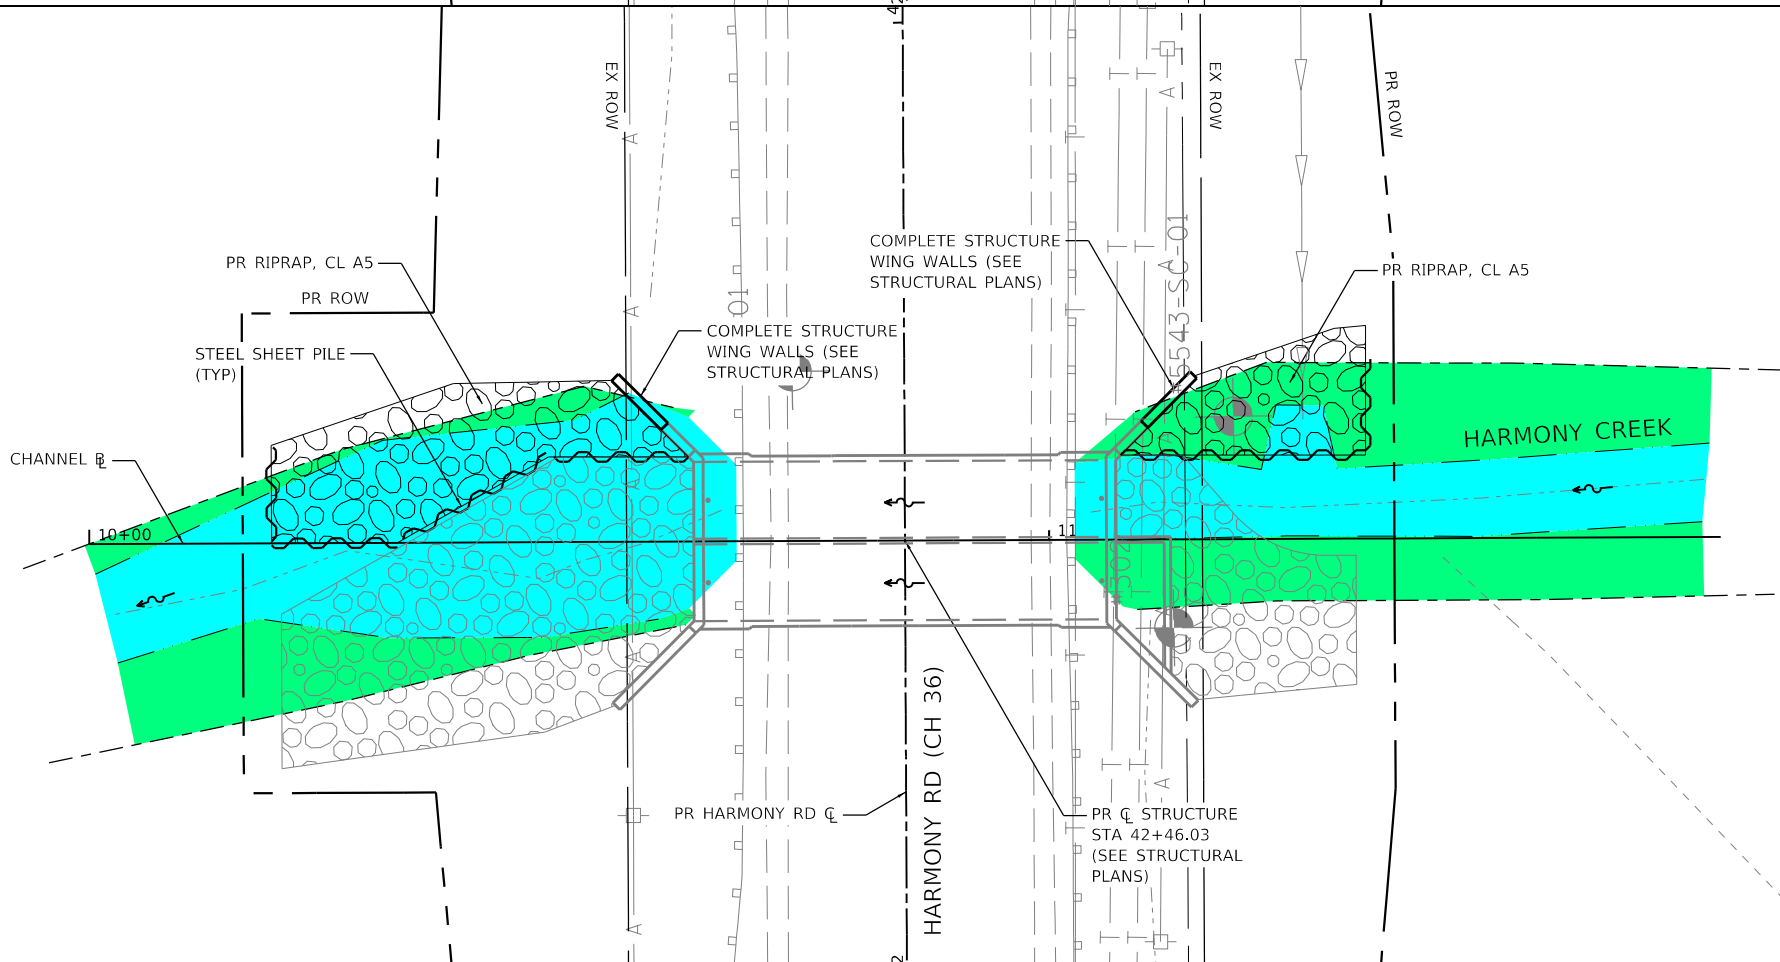 EX ROW
EX ROW
PR ROW
COMPLETE STRUCTURE
WING WALLS (SEE
STRUCTURAL PLANS)
PR RIPRAP, CL A5
PR RIPRAP, CL A5
PR ROW
COMPLETE STRUCTURE
WING WALLS (SEE
STRUCTURAL PLANS)
STEEL SHEET PILE
(TYP)
01
HARMONY CREEK
CHANNEL ℄
10+00
11
HARMONY RD (CH 36)
PR HARMONY RD ℄
PR ℄ STRUCTURE
STA 42+46.03
(SEE STRUCTURAL
PLANS)